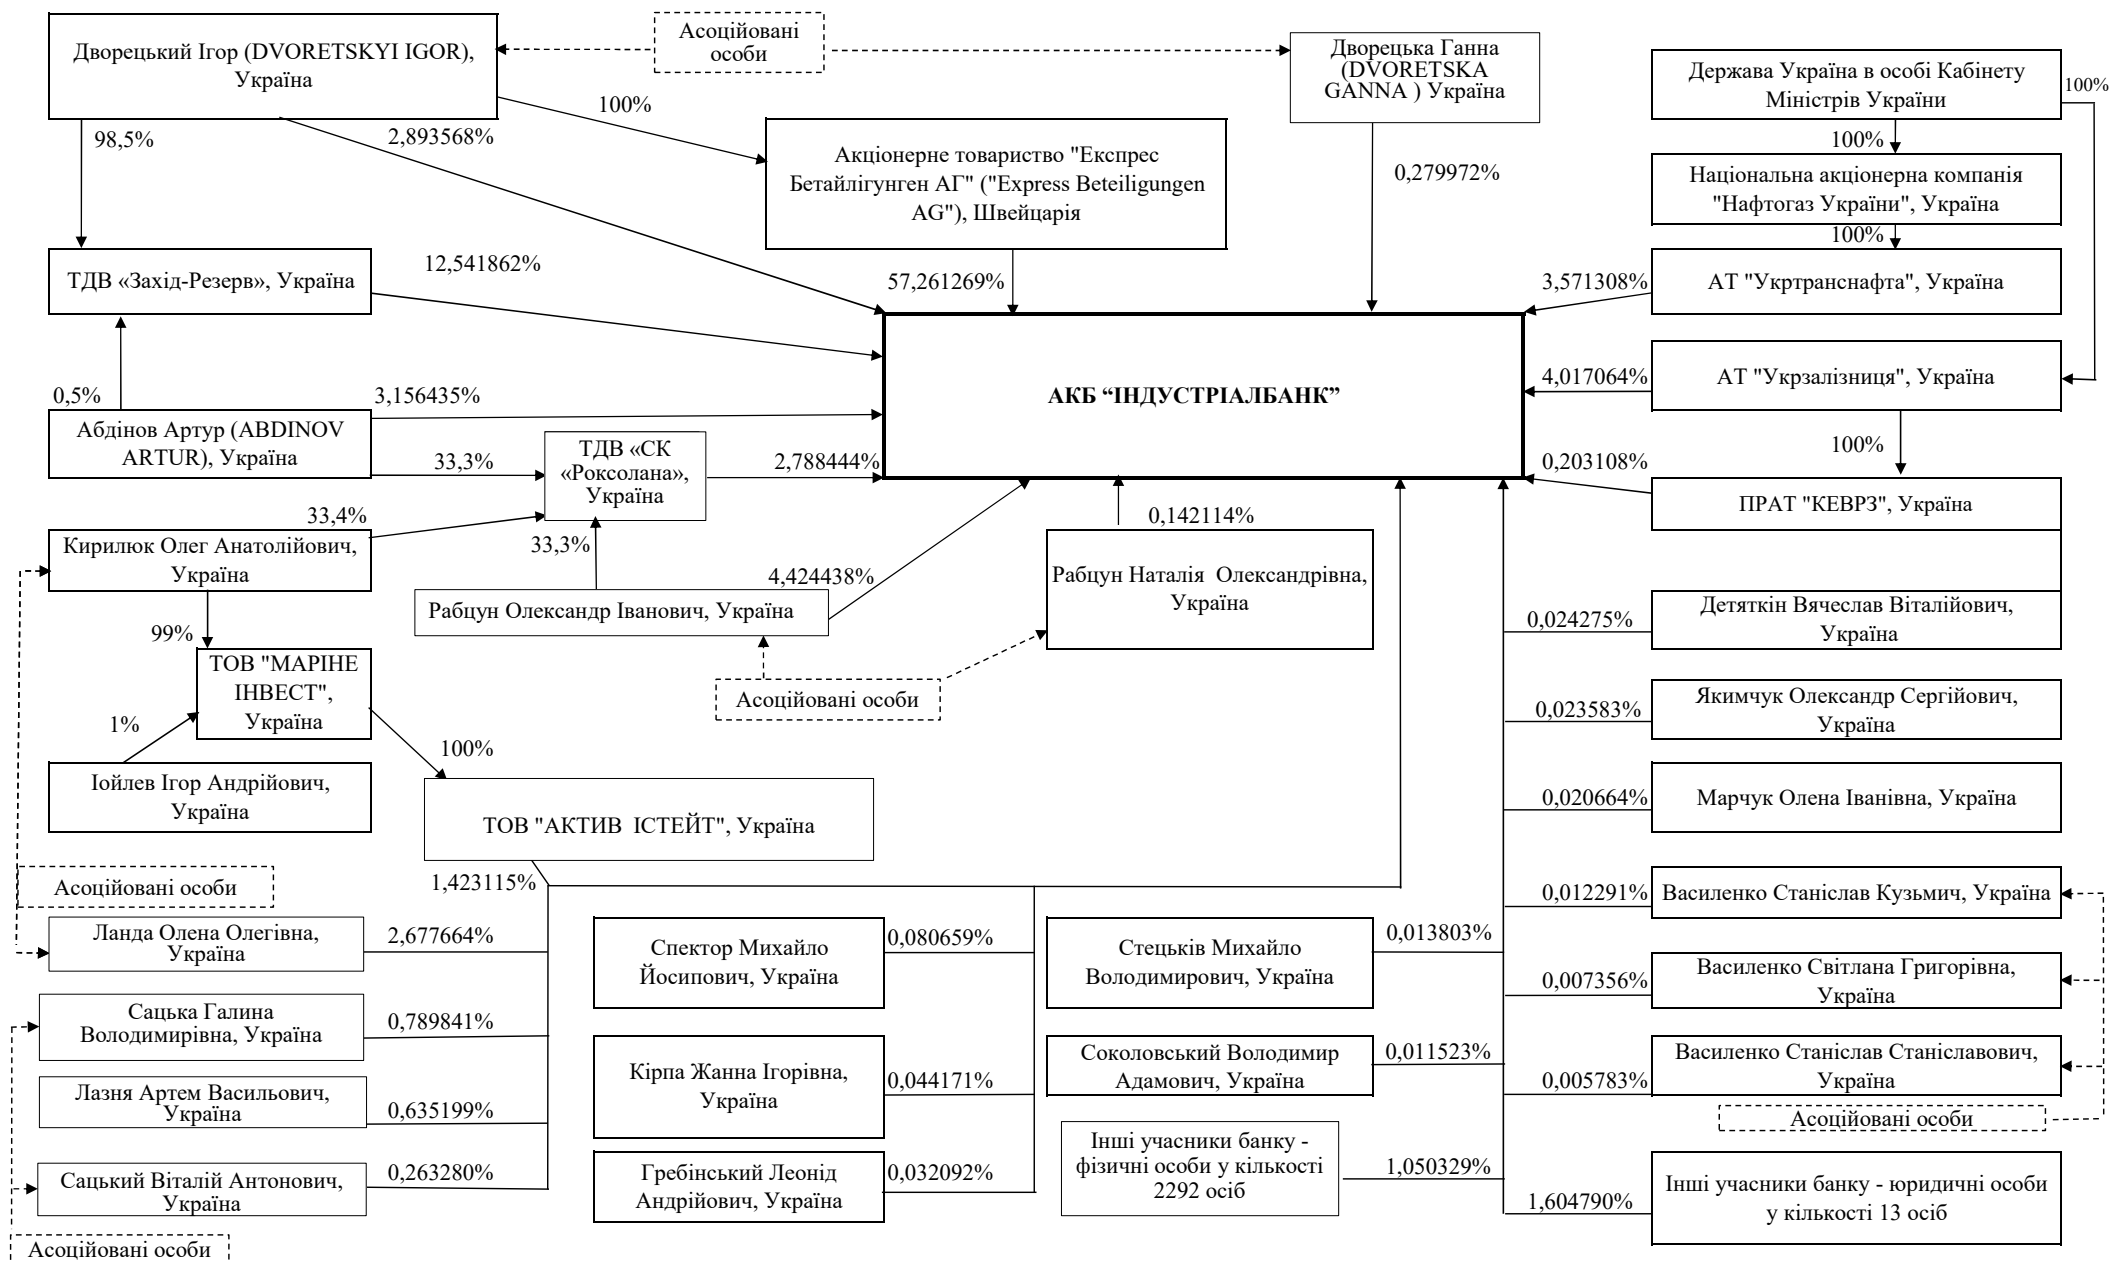 Дворецький Ігор (DVORETSKYI IGOR),
Україна
Асоційовані
особи
Дворецька Ганна
(DVORETSKA
GANNA ) Україна
Держава Україна в особі Кабінету
Міністрів України
100%
98,5%
2,893568%
100%
Акціонерне товариство "Експрес
Бетайлігунген АГ" ("Express Beteiligungen
AG"), Швейцарія
0,279972%
100%
Національна акціонерна компанія
"Нафтогаз України", Україна
100%
ТДВ «Захід-Резерв», Україна
12,541862%
57,261269%
3,571308%
АТ "Укртранснафта", Україна
АКБ “ІНДУСТРІАЛБАНК”
4,017064%
АТ "Укрзалізниця", Україна
0,5%
3,156435%
Абдінов Артур (ABDINOV
ARTUR), Україна
33,3%
ТДВ «СК
«Роксолана»,
Україна
2,788444%
100%
0,203108%
ПРАТ "КЕВРЗ", Україна
33,4%
Кирилюк Олег Анатолійович,
Україна
33,3%
4,424438%
Рабцун Олександр Іванович, Україна
0,142114%
Рабцун Наталія Олександрівна,
Україна
0,024275%
Детяткін Вячеслав Віталійович,
Україна
99%
ТОВ "МАРІНЕ
ІНВЕСТ",
Україна
Асоційовані особи
0,023583%
Якимчук Олександр Сергійович,
Україна
1%
100%
Іойлев Ігор Андрійович,
Україна
ТОВ "АКТИВ ІСТЕЙТ", Україна
0,020664%
Марчук Олена Іванівна, Україна
Асоційовані особи
1,423115%
0,012291%
Василенко Станіслав Кузьмич, Україна
Ланда Олена Олегівна,
Україна
2,677664%
Спектор Михайло
Йосипович, Україна
0,080659%
Стецьків Михайло
Володимирович, Україна
0,013803%
0,007356%
Василенко Світлана Григорівна,
Україна
Сацька Галина
Володимирівна, Україна
0,789841%
Кірпа Жанна Ігорівна,
Україна
0,044171%
Соколовський Володимир
Адамович, Україна
0,011523%
0,005783%
Василенко Станіслав Станіславович,
Україна
Лазня Артем Васильович,
Україна
0,635199%
Асоційовані особи
Сацький Віталій Антонович,
Україна
0,263280%
Гребінський Леонід
Андрійович, Україна
0,032092%
Інші учасники банку -
фізичні особи у кількості
2292 осіб
1,050329%
1,604790%
Інші учасники банку - юридичні особи
у кількості 13 осіб
Асоційовані особи